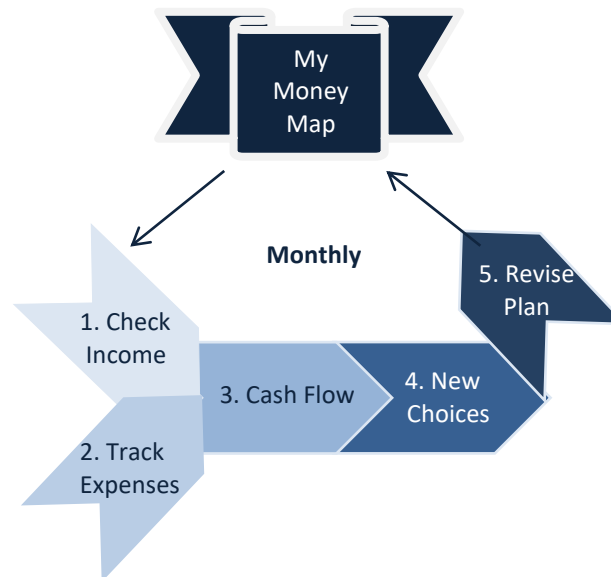 My
Money
Map
Monthly
1. Check
Income
2. Track
Expenses
3. Cash Flow
4. New
Choices
5. Revise
Plan